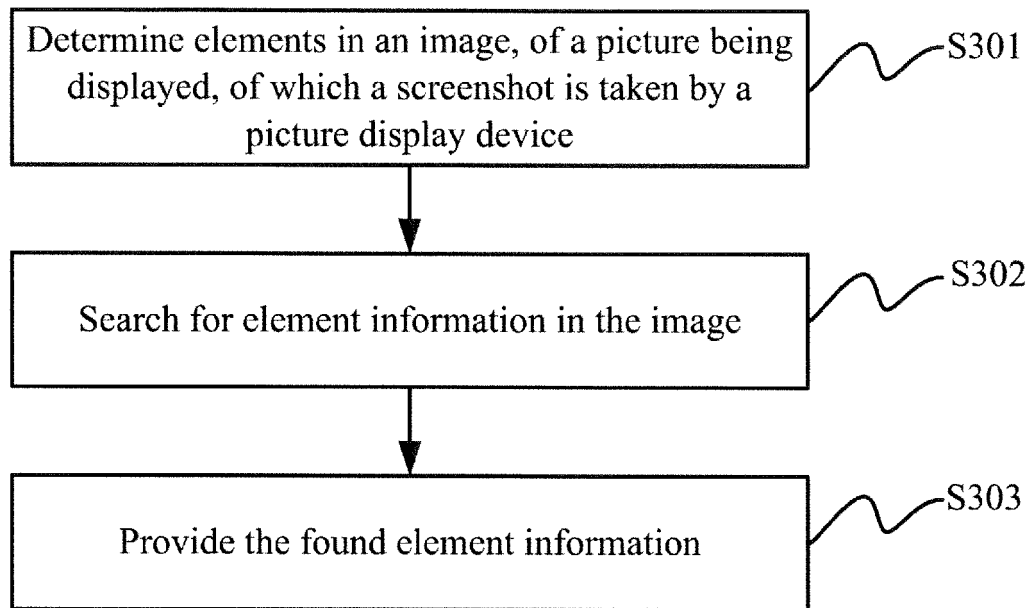 Determine elements in an image, of a picture being
displayed, of which a screenshot is taken by a
picture display device
S301
Search for element information in the image
S302
Provide the found element information
S303